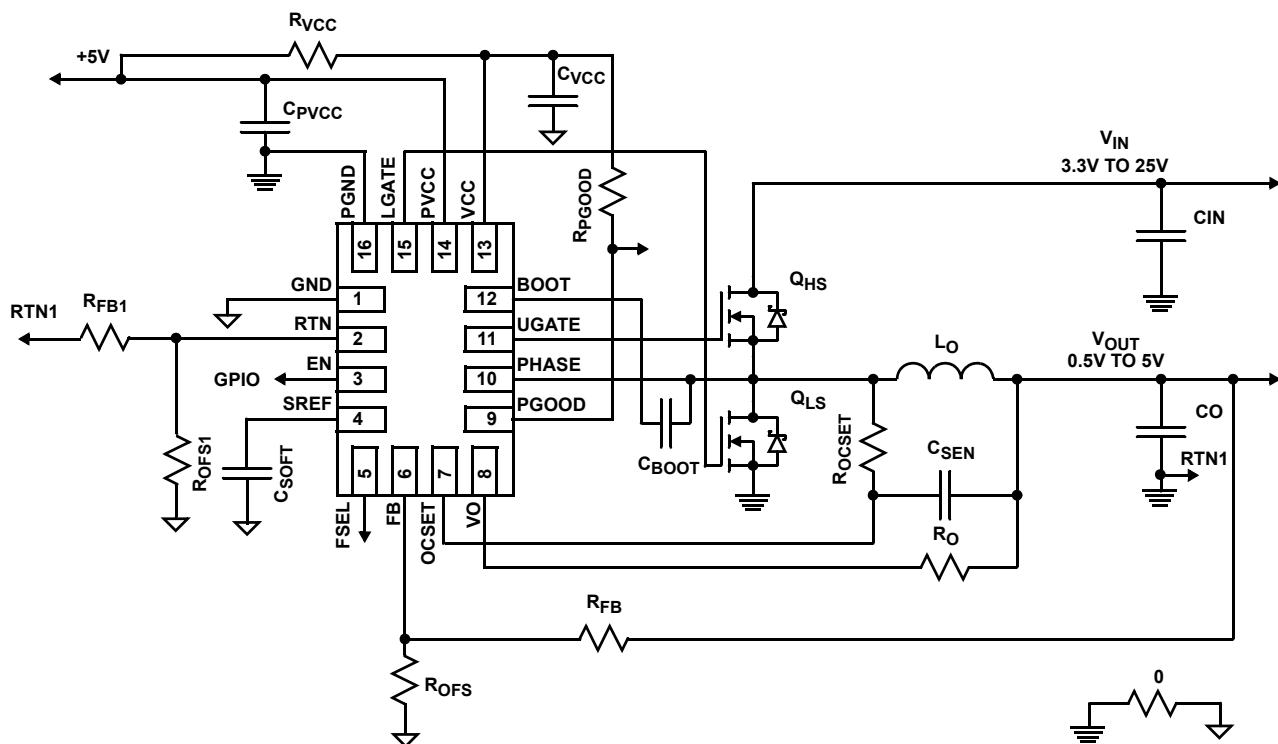 RVCC
+5V
CVCC
CPVCC
VIN
3.3V TO 25V
PGND
LGATE
PVCC
VCC
RPGOOD
CIN
16
15
14
13
GND
1
12
BOOT
QHS
RTN1
RFB1
RTN
2
11
UGATE
LO
VOUT
0.5V TO 5V
EN
GPIO
3
10
PHASE
QLS
SREF
4
9
PGOOD
CO
ROFS1
CSOFT
5
6
7
8
CBOOT
ROCSET
CSEN
RTN1
FSEL
FB
OCSET
VO
RO
RFB
ROFS
0